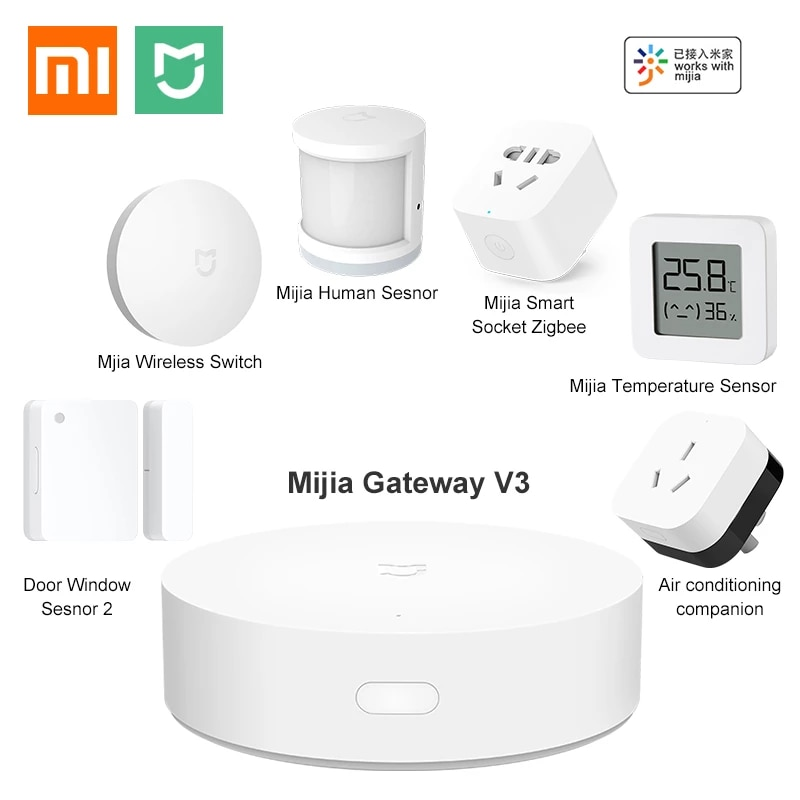 mı
已接入米家
works with
mijia
Mijia Human Sesnor
Mijia Smart
Socket Zigbee
25.8°C
(^_^) 36%
Mjia Wireless Switch
Mijia Temperature Sensor
Mijia Gateway V3
Door Window
Sesnor 2
Air conditioning
companion